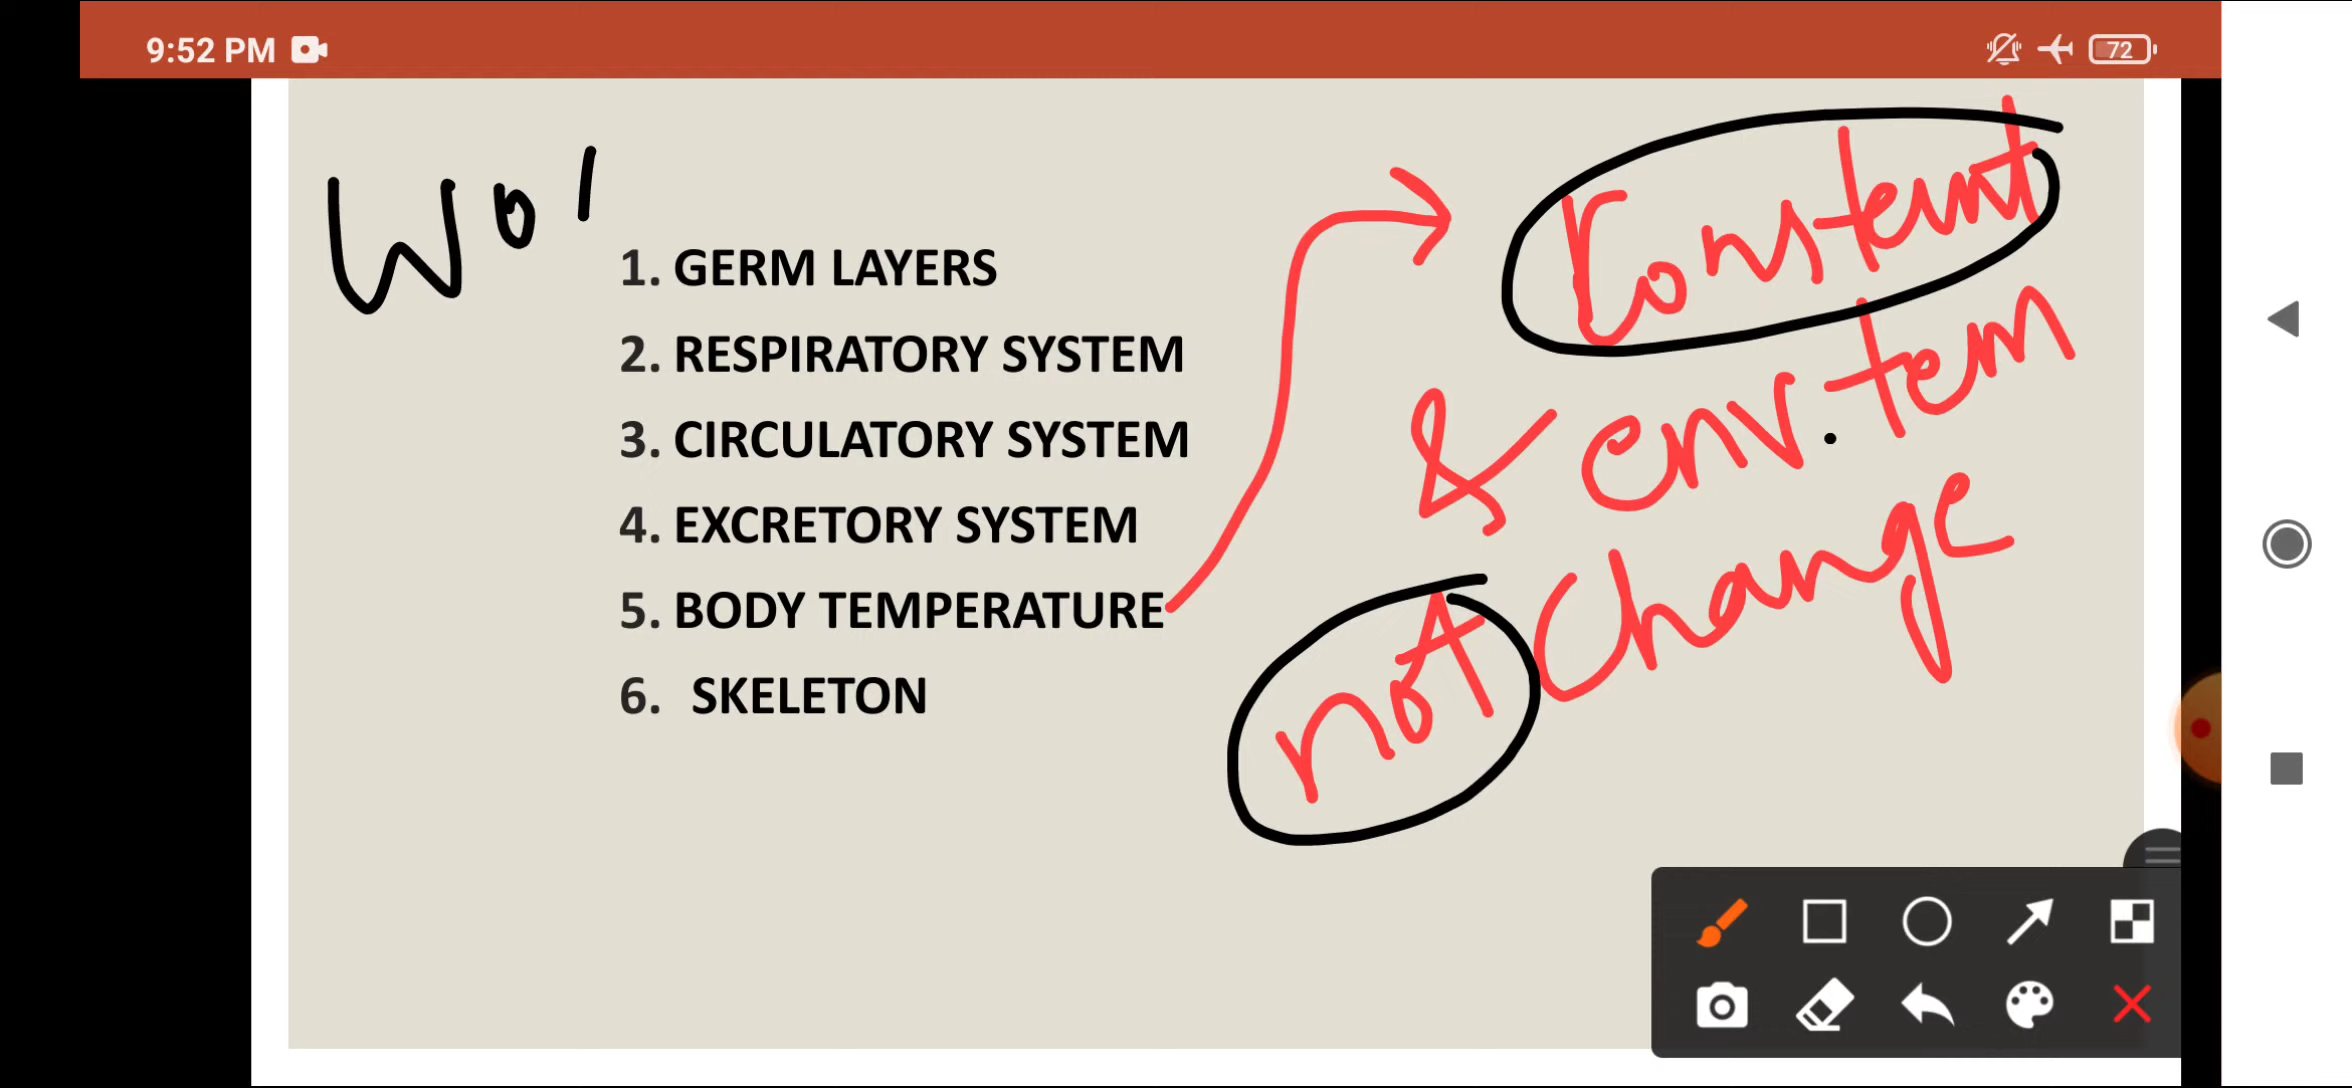 9:52 PM
72
Wo
1. GERM LAYERS
2. RESPIRATORY SYSTEM
3. CIRCULATORY SYSTEM
4. EXCRETORY SYSTEM
5. BODY TEMPERATURE
6. SKELETON
Constant
& env. tem
not change